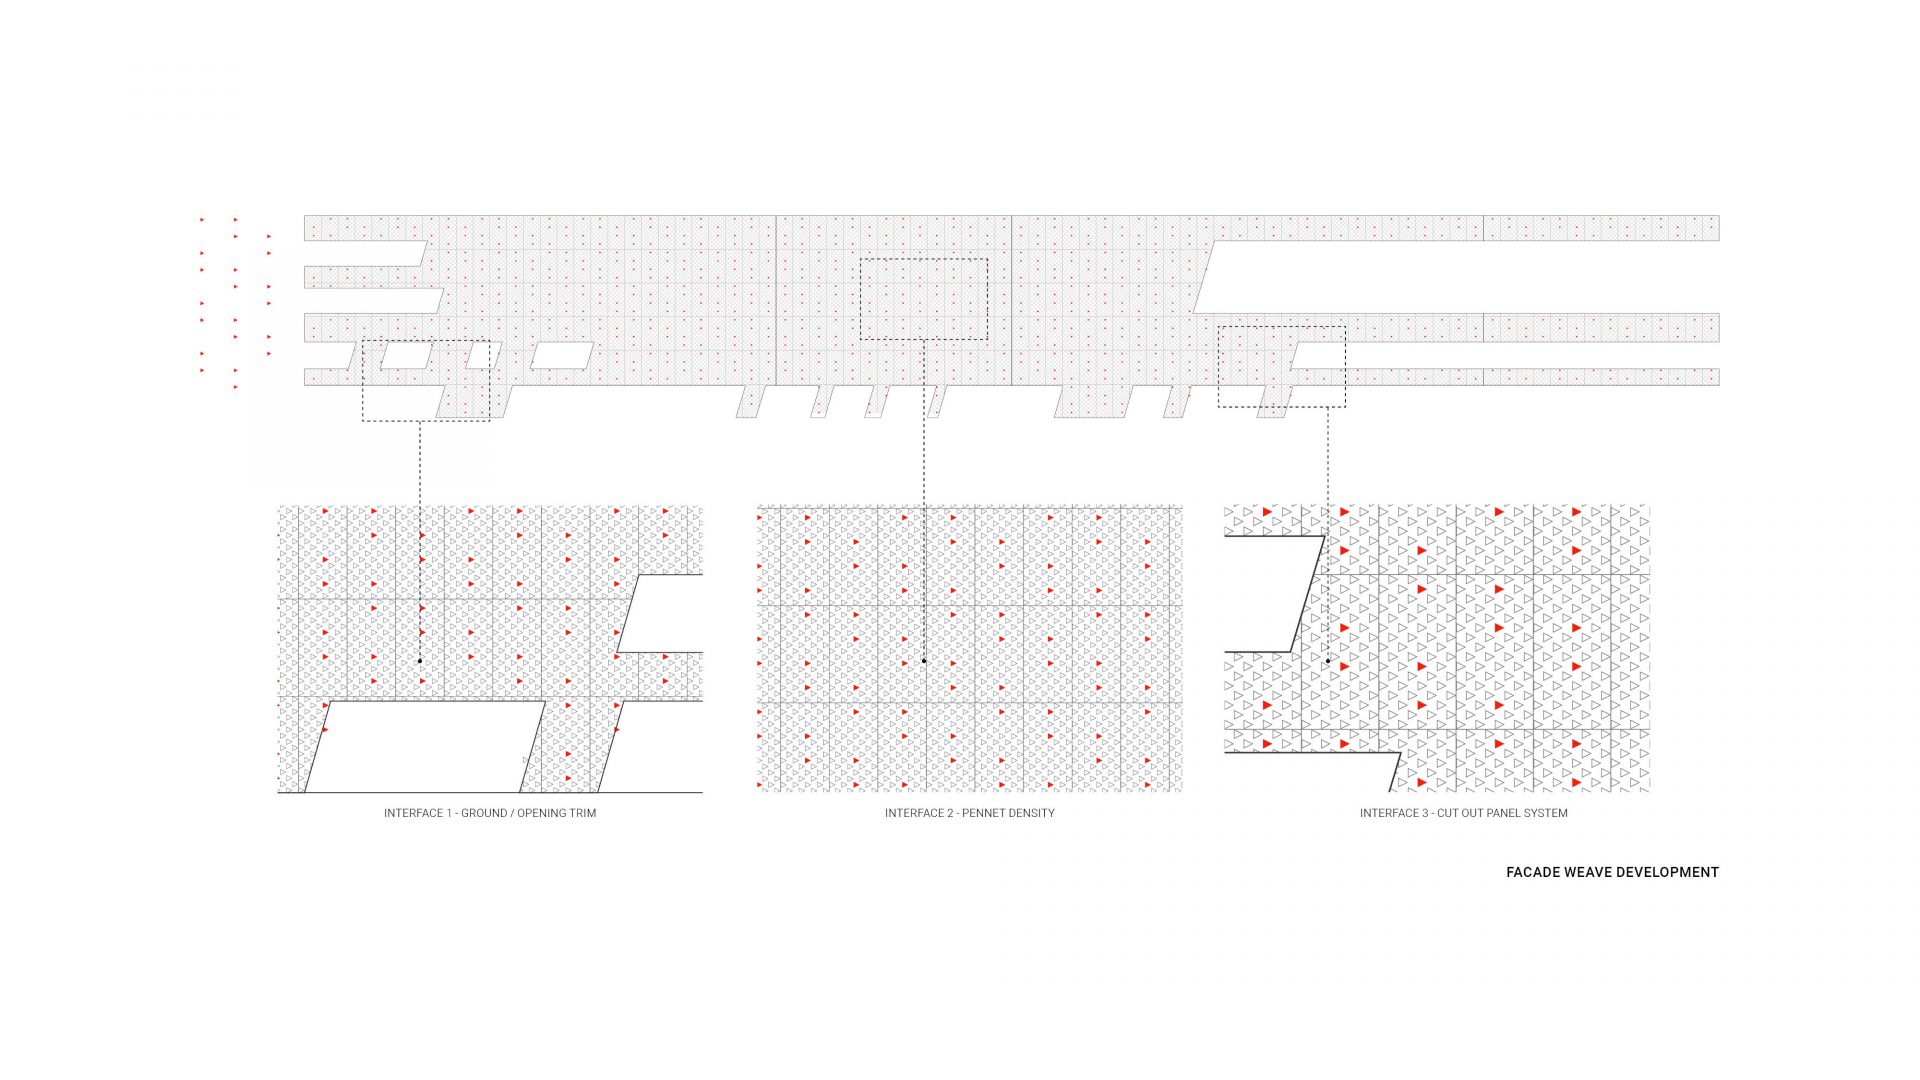 INTERFACE 1 - GROUND / OPENING TRIM
INTERFACE 2 - PENNET DENSITY
INTERFACE 3 - CUT OUT PANEL SYSTEM
FACADE WEAVE DEVELOPMENT